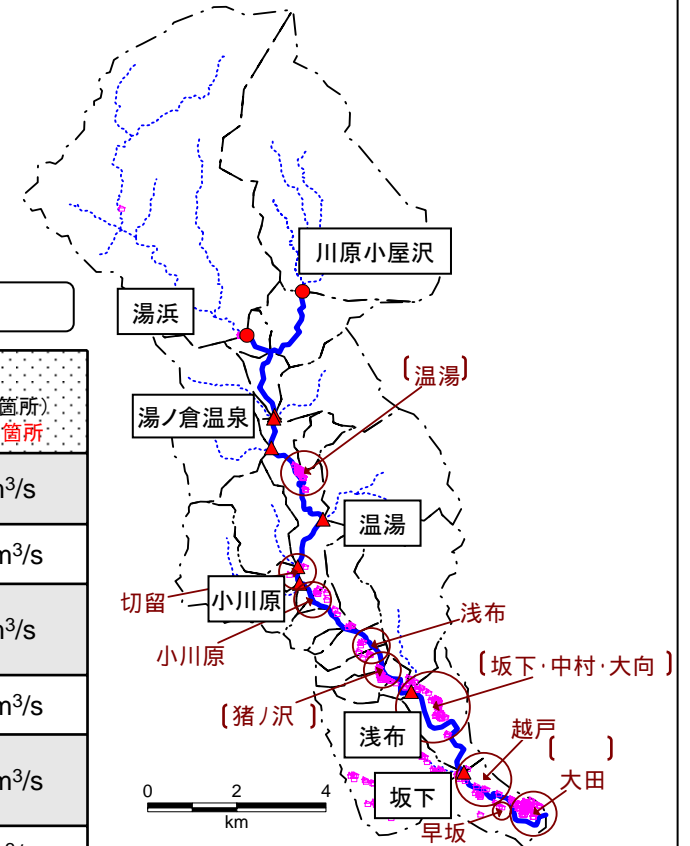 川原小屋沢
湯浜
箇所）
箇所
〔温湯〕
湯ノ倉温泉
m³/s
温湯
m³/s
切留
小川原
浅布
m³/s
小川原
〔坂下・中村・大向 〕
m³/s
〔猪ノ沢 〕
浅布
越戸
〔 〕
大田
m³/s
坂下
0 2 4
km
早坂